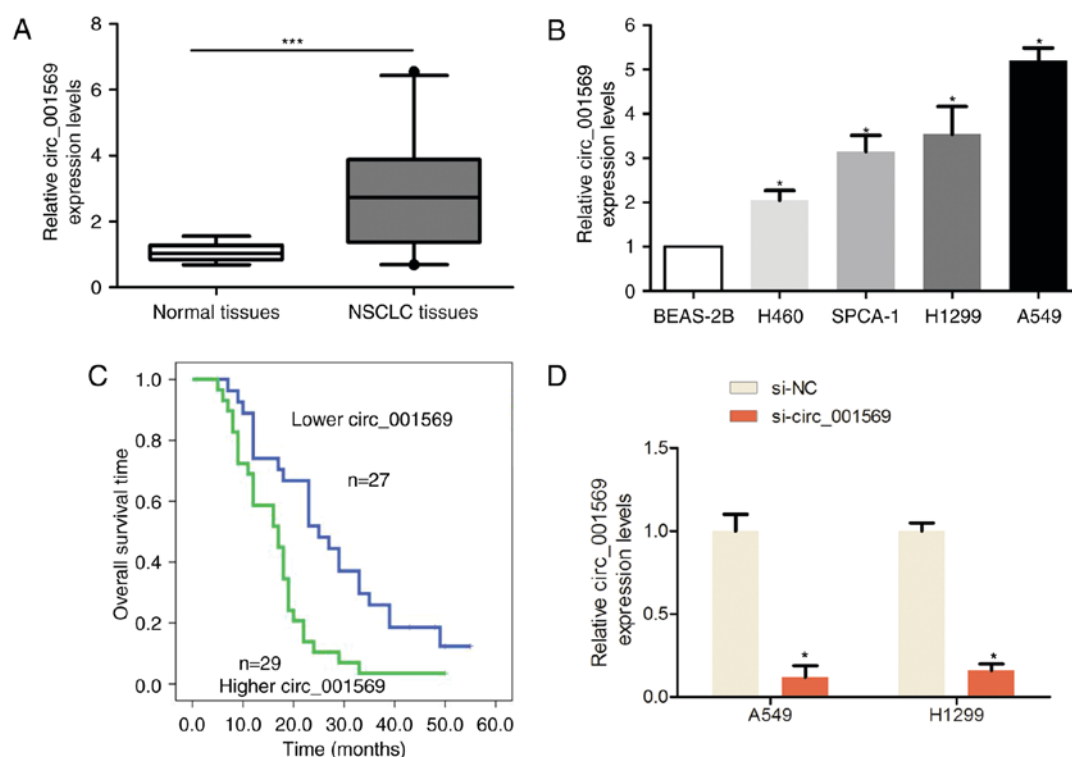 A
Relative circ_001569
expression levels
8
6
4
2
0
***
Normal tissues
NSCLC tissues
B
Relative circ_001569
expression levels
6
5
4
3
2
1
0
*
*
*
*
BEAS-2B
H460
SPCA-1
H1299
A549
C
Overall survival time
1.0
0.8
0.6
0.4
0.2
0.0
Lower circ_001569
n=27
n=29
Higher circ_001569
0.0
10.0
20.0
30.0
40.0
50.0
60.0
Time (months)
D
si-NC
si-circ_001569
Relative circ_001569
expression levels
1.5
1.0
0.5
0.0
*
*
A549
H1299